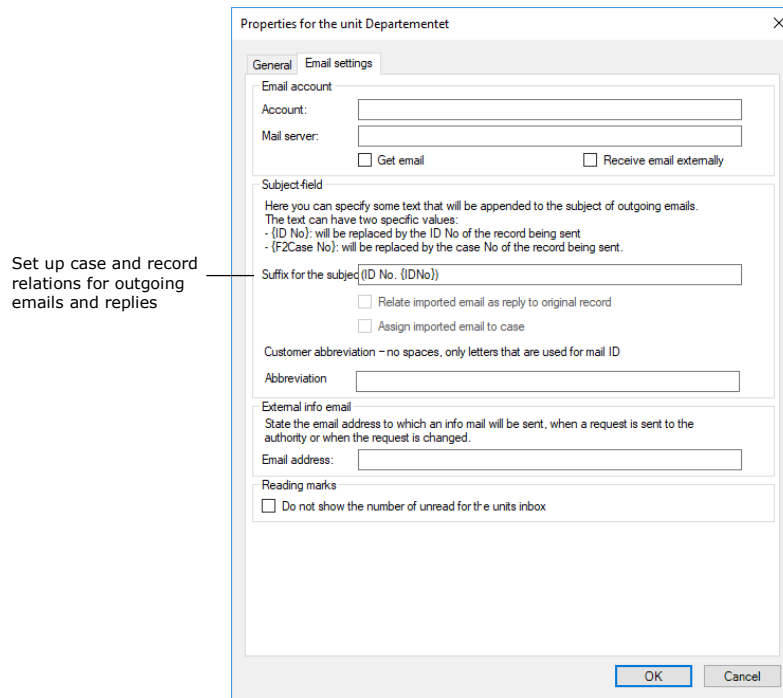 Properties for the unit Departementet
General
Email settings
Email account
Account:
Mail server:
Get email
Receive email externally
Subject-field
Here you can specify some text that will be appended to the subject of outgoing emails.
The text can have two specific values:
- {ID No}: will be replaced by the ID No of the record being sent
- {F2Case No}: will be replaced by the case No of the record being sent.
Set up case and record
relations for outgoing
emails and replies
Suffix for the subjec (ID No. {IDNo})
Relate imported email as reply to original record
Assign imported email to case
Customer abbreviation – no spaces, only letters that are used for mail ID
Abbreviation
External info email
State the email address to which an info mail will be sent, when a request is sent to the
authority or when the request is changed.
Email address:
Reading marks
Do not show the number of unread for the units inbox
OK
Cancel